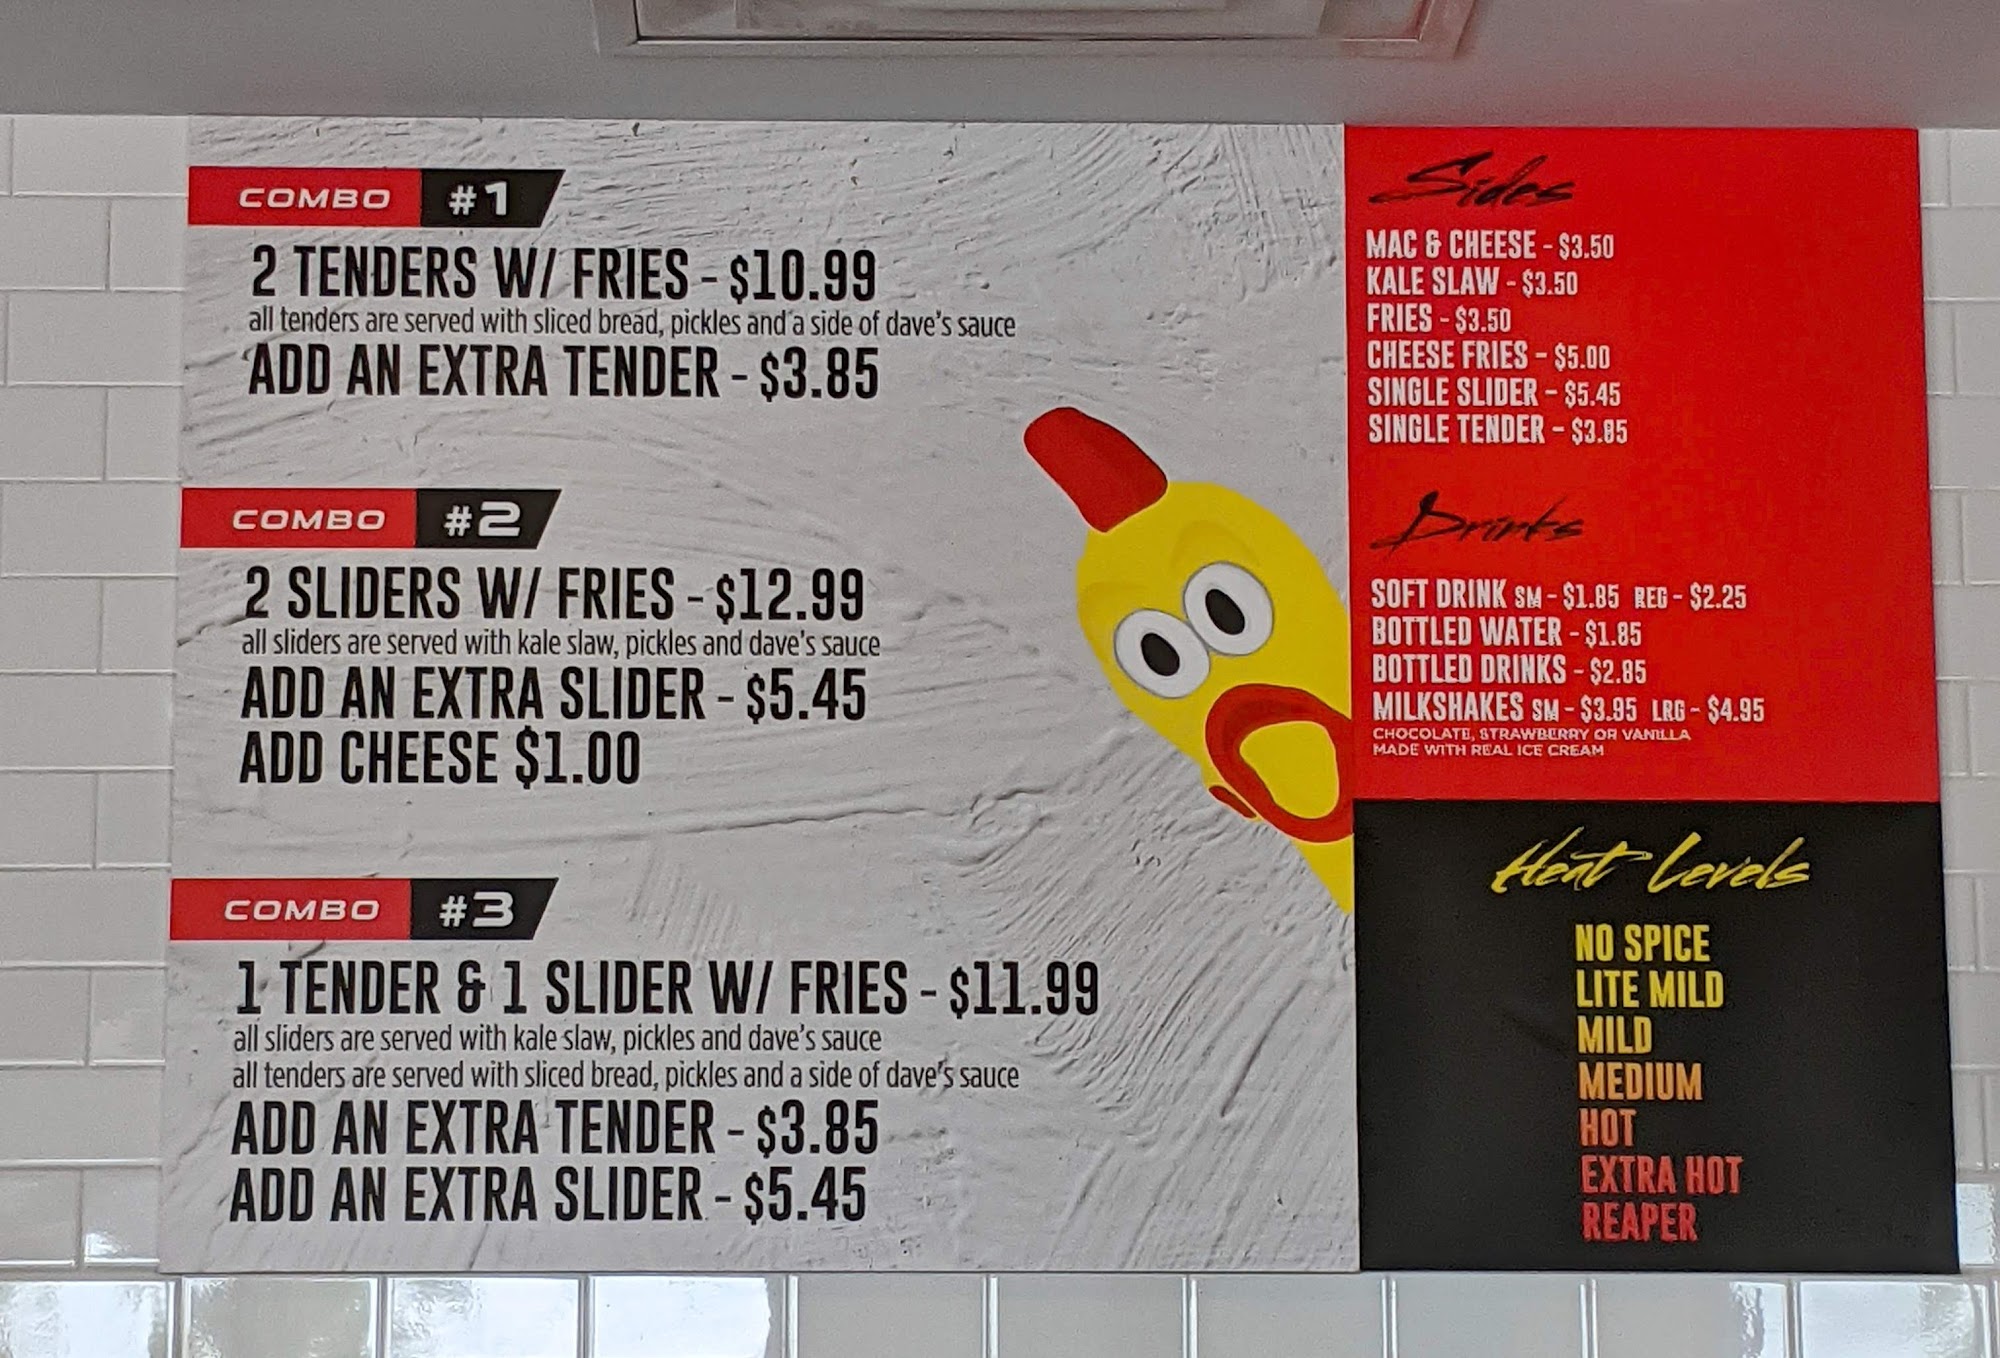 COMBO #1
2 TENDERS W/ FRIES - $10.99
all tenders are served with sliced bread, pickles and a side of dave's sauce
ADD AN EXTRA TENDER - $3.85
COMBO #2
2 SLIDERS W/ FRIES - $12.99
all sliders are served with kale slaw, pickles and dave's sauce
ADD AN EXTRA SLIDER - $5.45
ADD CHEESE $1.00
COMBO #3
1 TENDER & 1 SLIDER W/ FRIES - $11.99
all sliders are served with kale slaw, pickles and dave's sauce
all tenders are served with sliced bread, pickles and a side of dave's sauce
ADD AN EXTRA TENDER - $3.85
ADD AN EXTRA SLIDER - $5.45
Sides
MAC & CHEESE - $3.50
KALE SLAW - $3.50
FRIES - $3.50
CHEESE FRIES - $5.00
SINGLE SLIDER - $5.45
SINGLE TENDER - $3.85
Drinks
SOFT DRINK SM - $1.85 REG - $2.25
BOTTLED WATER - $1.85
BOTTLED DRINKS - $2.85
MILKSHAKES SM - $3.95 LRG - $4.95
CHOCOLATE, STRAWBERRY OR VANILLA
MADE WITH REAL ICE CREAM
Heat Levels
NO SPICE
LITE MILD
MILD
MEDIUM
HOT
EXTRA HOT
REAPER